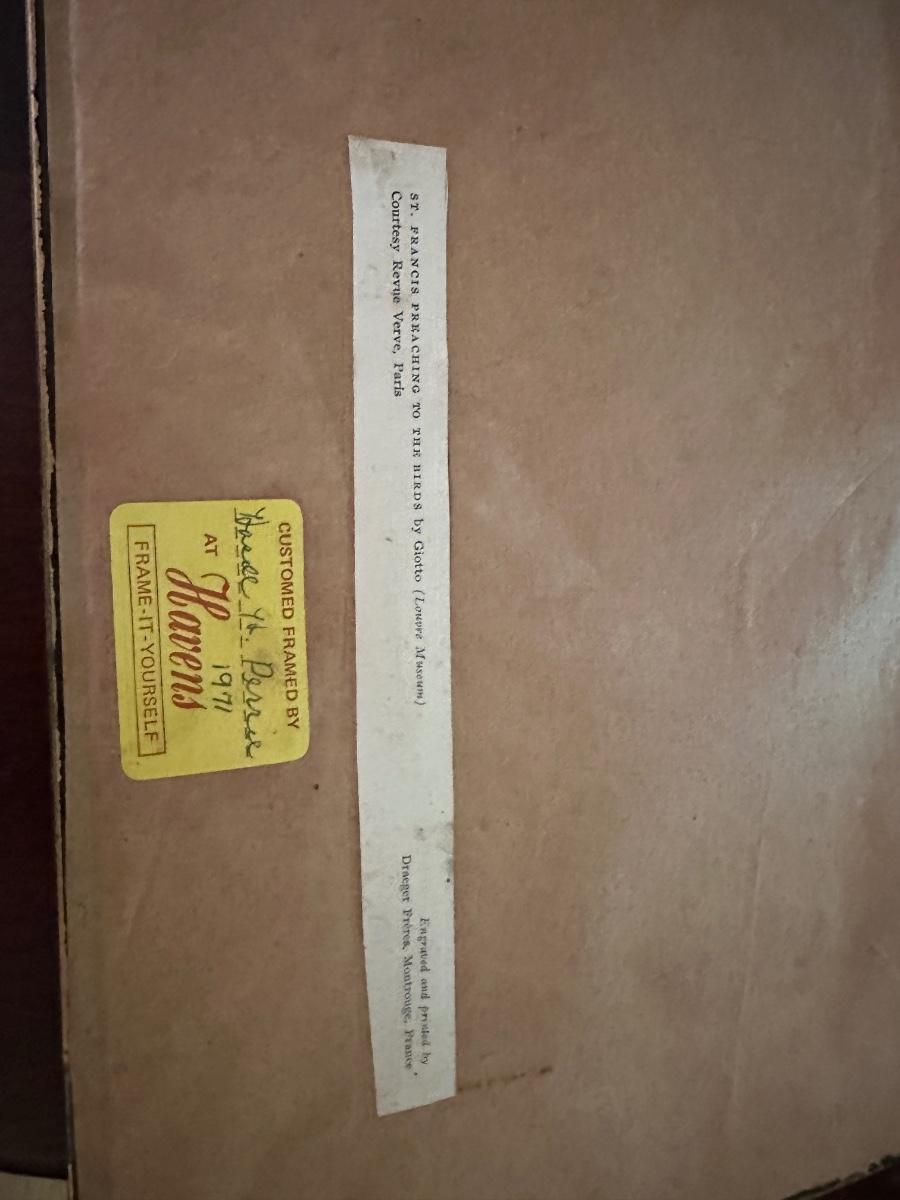 ST. FRANCIS PREACHING TO THE BIRDS by Giotto (Louvre Museum)
Courtesy Revue Verve, Paris
Engraved and printed by
Draeger Frères, Montrouge, France
CUSTOMED FRAMED BY
1971
AT Havens
FRAME-IT-YOURSELF